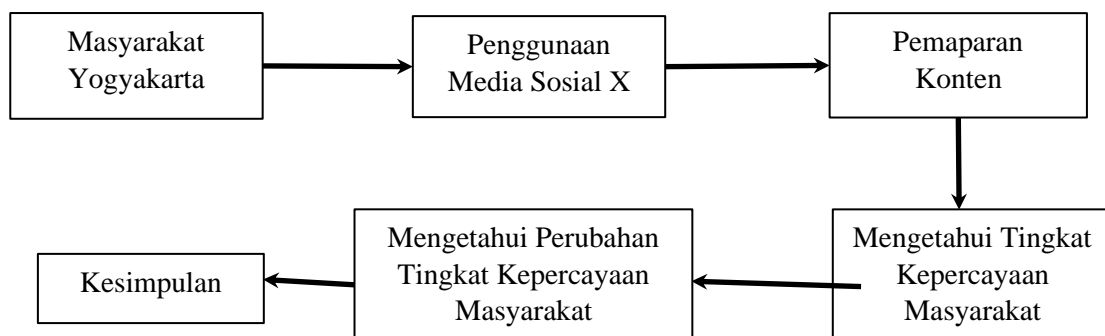 Masyarakat
Yogyakarta
Penggunaan
Media Sosial X
Pemaparan
Konten
Mengetahui Tingkat
Kepercayaan
Masyarakat
Mengetahui Perubahan
Tingkat Kepercayaan
Masyarakat
Kesimpulan